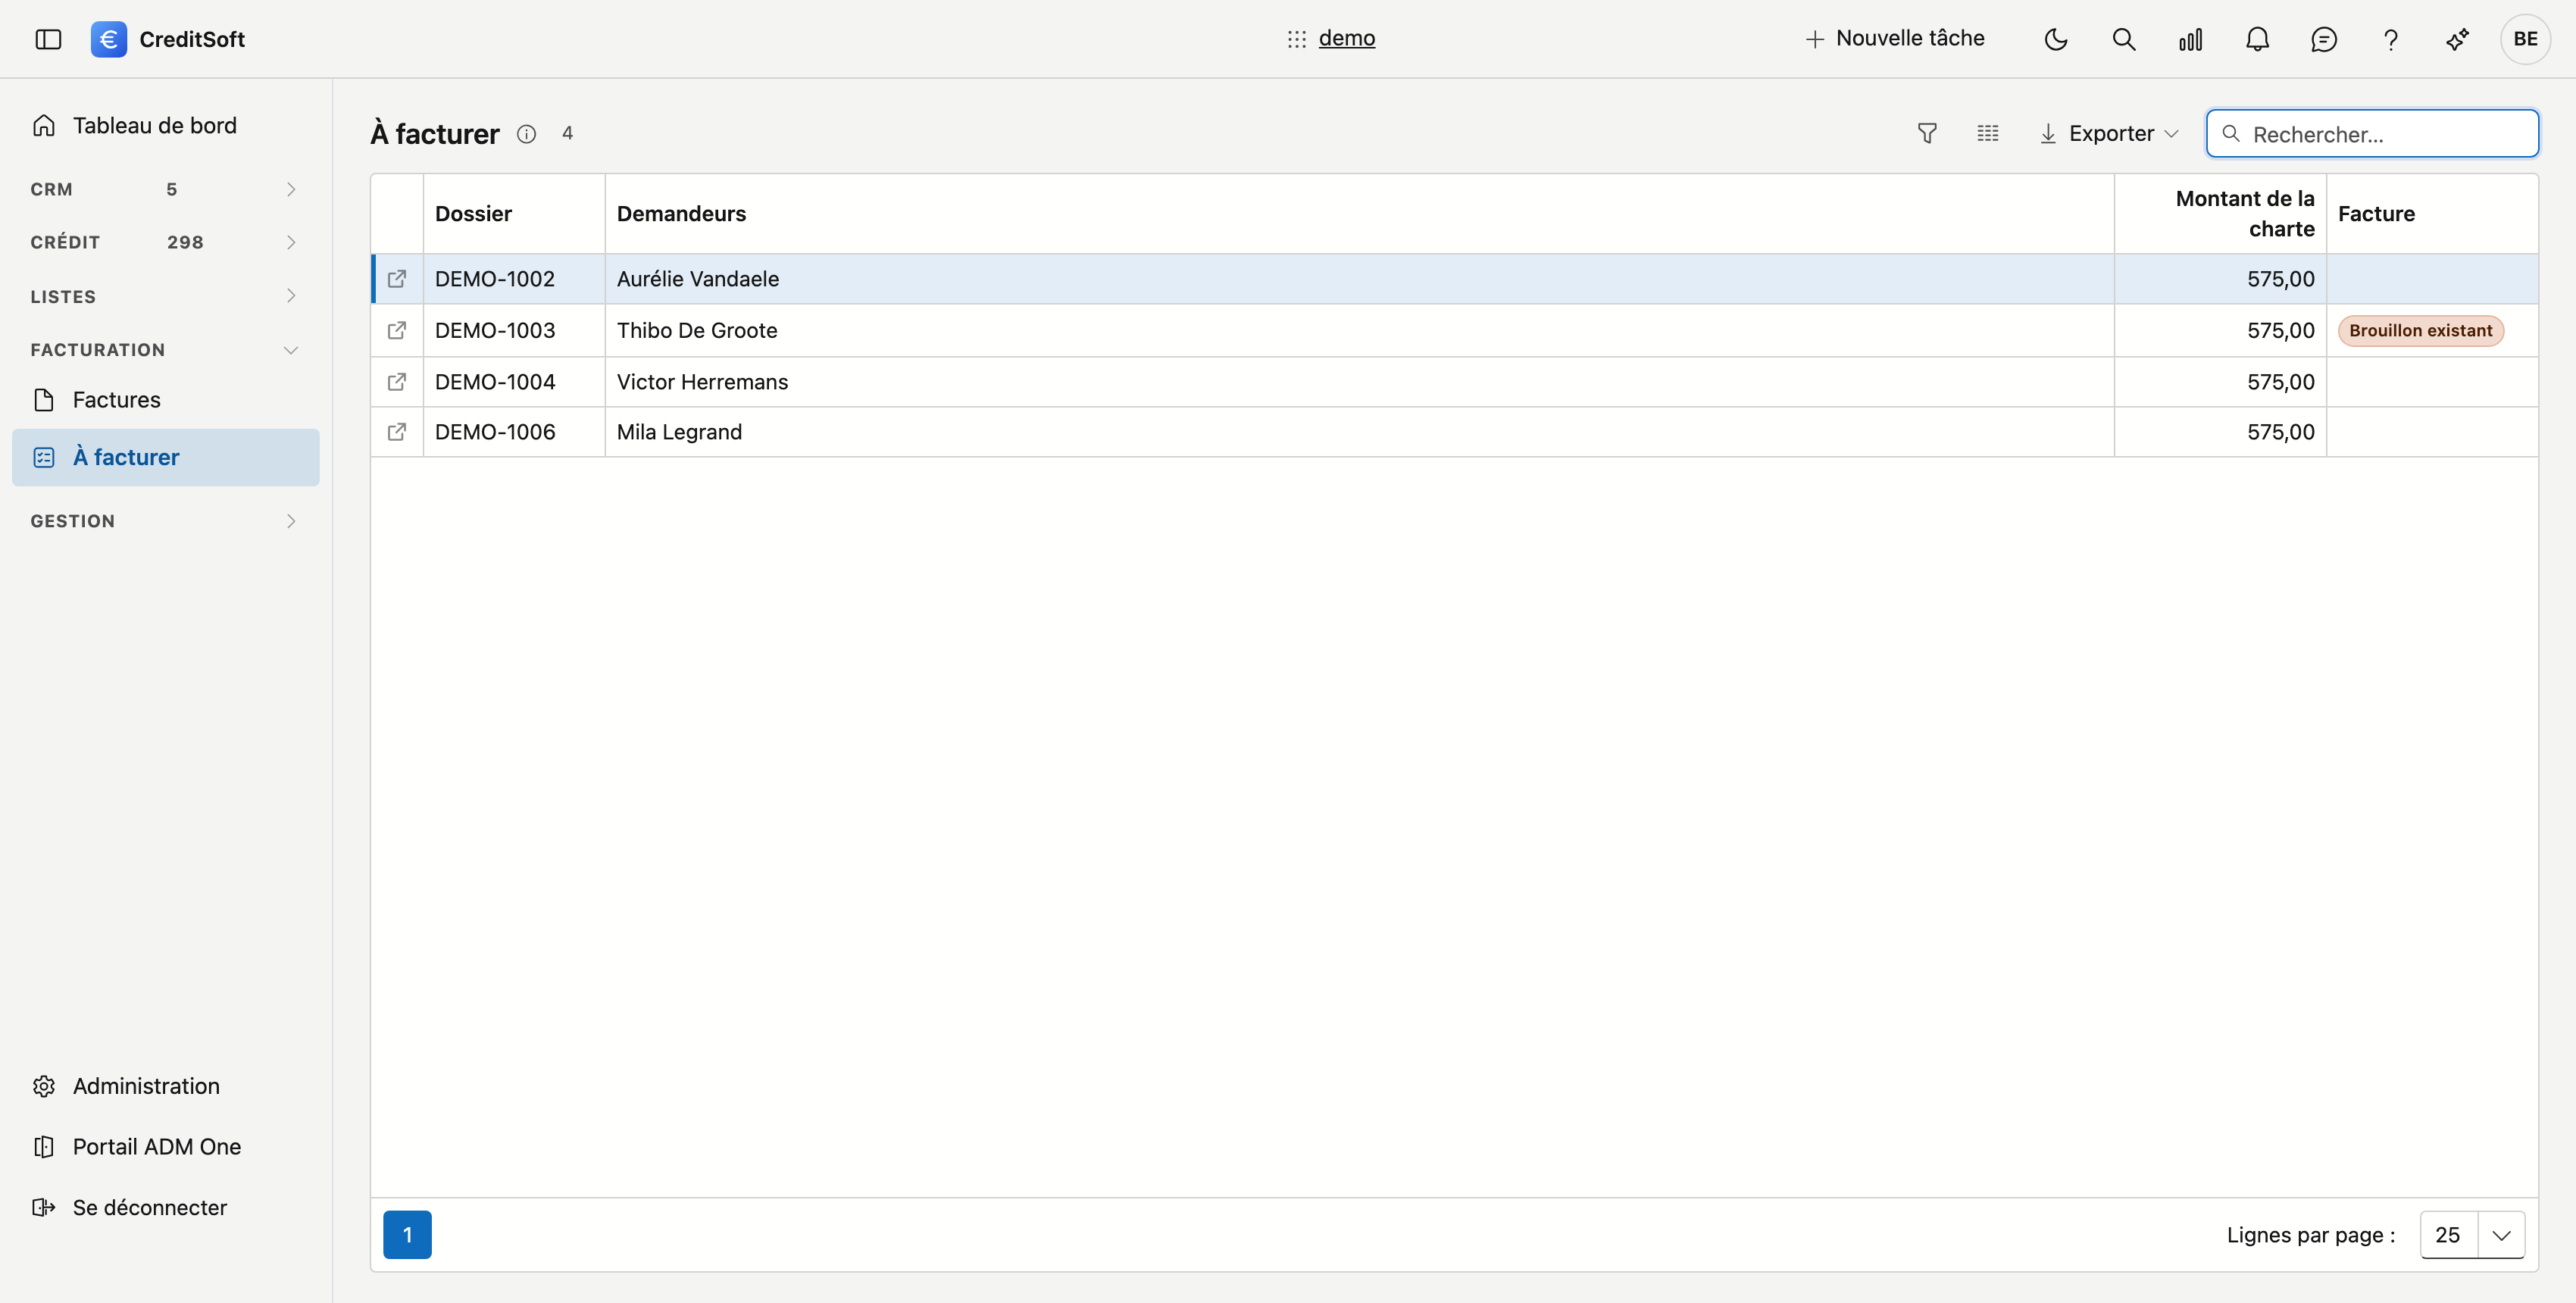 CreditSoft
demo
Nouvelle tâche
BE
Tableau de bord
CRM 5
CRÉDIT 298
LISTES
FACTURATION
Factures
À facturer
GESTION
Administration
Portail ADM One
Se déconnecter
À facturer 4
Exporter
Rechercher...
Dossier Demandeurs Montant de la charte Facture
DEMO-1002 Aurélie Vandaele 575,00
DEMO-1003 Thibo De Groote 575,00 Brouillon existant
DEMO-1004 Victor Herremans 575,00
DEMO-1006 Mila Legrand 575,00
1
Lignes par page : 25